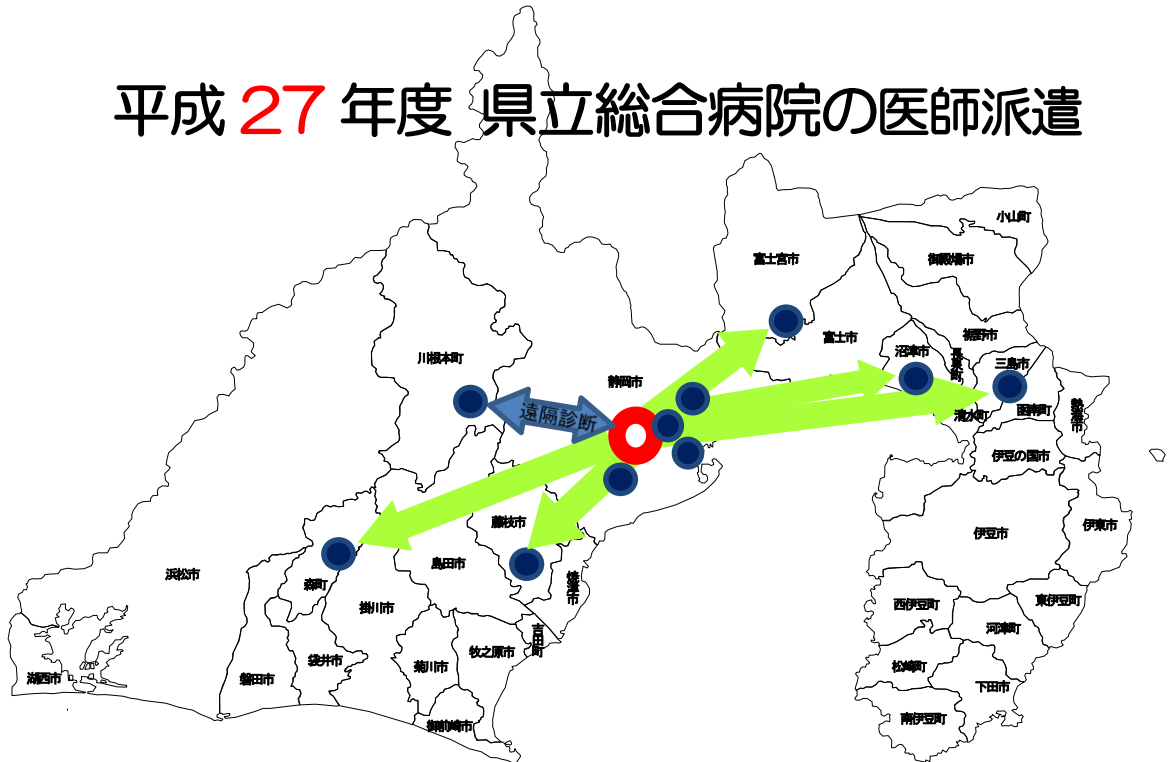 平成 27 年度 県立総合病院の医師派遣
小山町
富士宮市
御殿場市
裾野市
富士市
沼津市
長泉町
三島市
川根本町
静岡市
遠隔診断
清水町
函南町
熱海市
伊豆の国市
藤枝市
伊豆市
伊東市
島田市
浜松市
森町
焼津市
掛川市
西伊豆町
東伊豆町
河津町
吉田町
牧之原市
袋井市
菊川市
松崎町
湖西市
磐田市
下田市
南伊豆町
御前崎市